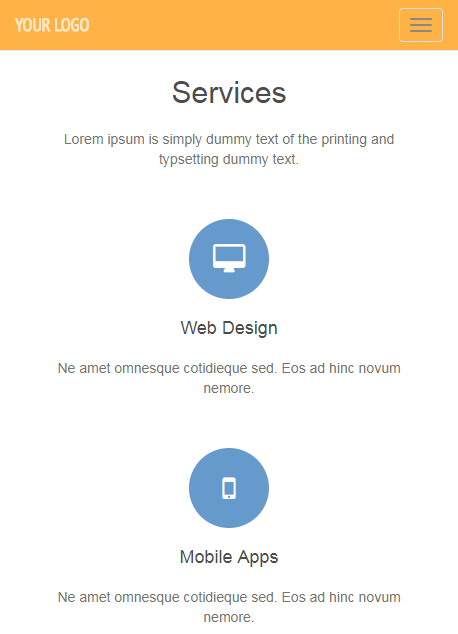 YOUR LOGO
Services
Lorem ipsum is simply dummy text of the printing and
typsetting dummy text.
Web Design
Ne amet omnesque cotidieque sed. Eos ad hinc novum
nemore.
Mobile Apps
Ne amet omnesque cotidieque sed. Eos ad hinc novum
nemore.